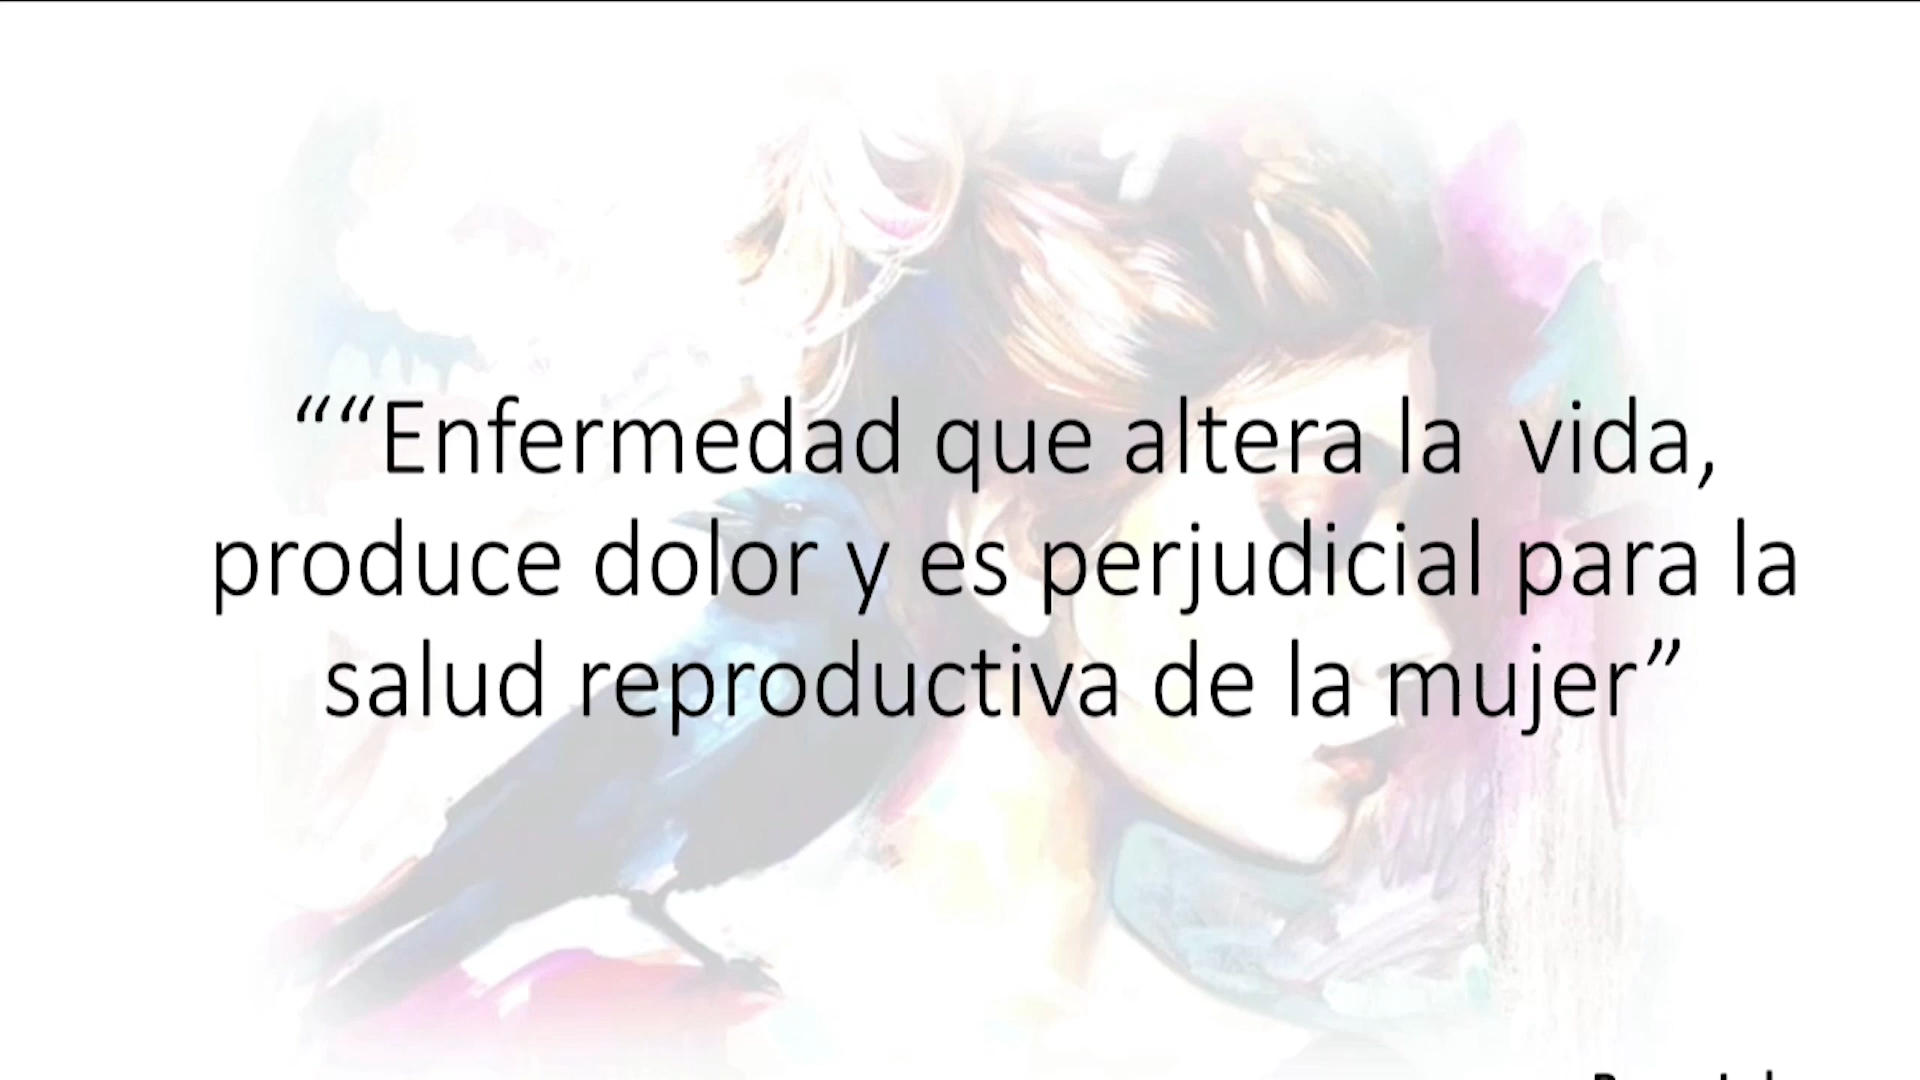 ““Enfermedad que altera la  vida,
produce dolor y es perjudicial para la
salud reproductiva de la mujer”